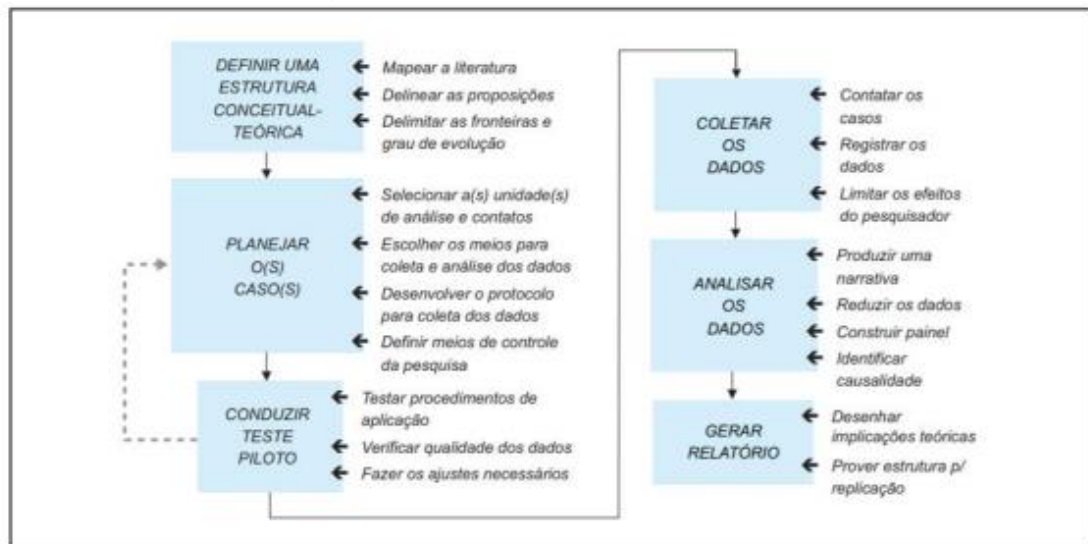 DEFINIR UMA
ESTRUTURA
CONCEITUAL-
TEÓRICA
Mapear a literatura
Delinear as proposições
Delimitar as fronteiras e
grau de evolução
PLANEJAR
O(S)
CASO(S)
Selecionar a(s) unidade(s)
de análise e contatos
Escolher os meios para
coleta e análise dos dados
Desenvolver o protocolo
para coleta dos dados
Definir meios de controle
da pesquisa
CONDUZIR
TESTE
PILOTO
Testar procedimentos de
aplicação
Verificar qualidade dos dados
Fazer os ajustes necessários
COLETAR
OS
DADOS
Contatar os
casos
Registrar os
dados
Limitar os efeitos
do pesquisador
ANALISAR
OS
DADOS
Produzir uma
narrativa
Reduzir os dados
Construir painel
Identificar
causalidade
GERAR
RELATÓRIO
Desenhar
implicações teóricas
Prover estrutura p/
replicação